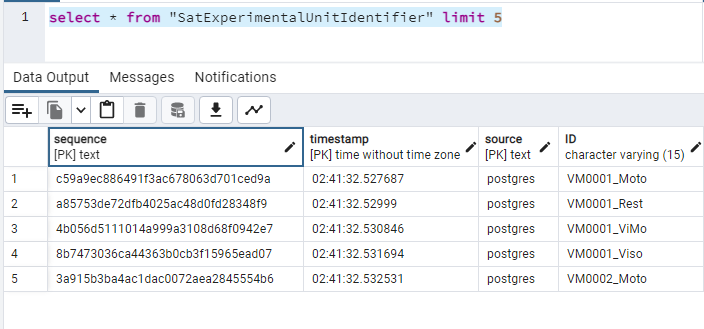 1 select * from "SatExperimentalUnitIdentifier" limit 5
Data Output Messages Notifications
sequence timestamp source ID
[PK] text [PK] time without time zone [PK] text character varying (15)
1 c59a9ec886491f3ac678063d701ced9a 02:41:32.527687 postgres VM0001_Moto
2 a85753de72dfb4025ac48d0fd28348f9 02:41:32.52999 postgres VM0001_Rest
3 4b056d5111014a999a3108d68f0942e7 02:41:32.530846 postgres VM0001_ViMo
4 8b7473036ca44363b0cb3f15965ead07 02:41:32.531694 postgres VM0001_Viso
5 3a915b3ba4ac1dac0072aea2845554b6 02:41:32.532531 postgres VM0002_Moto